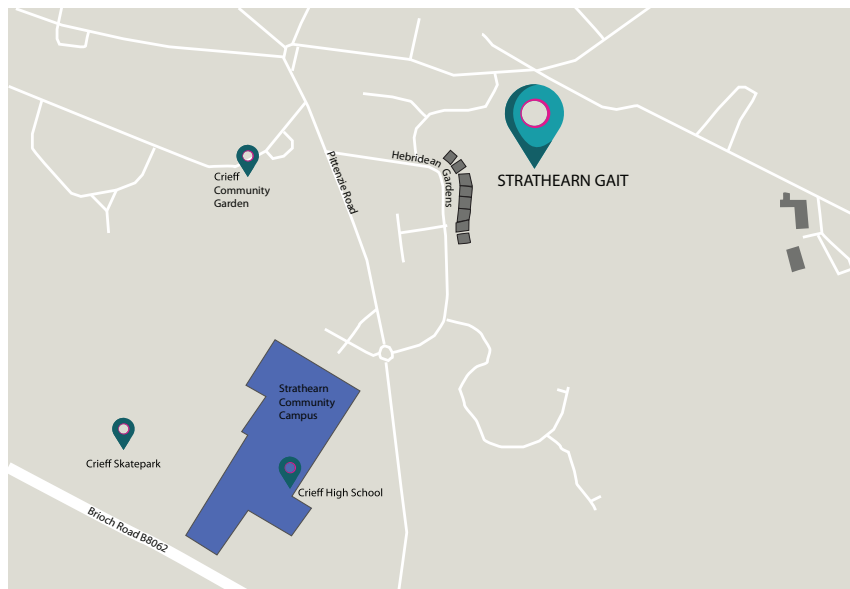 Hebridean
Gardens
Pittenzie Road
Crieff
Community
Garden
STRATHEARN GAIT
Strathearn
Community
Campus
Crieff Skatepark
Crieff High School
Brioch Road B8062